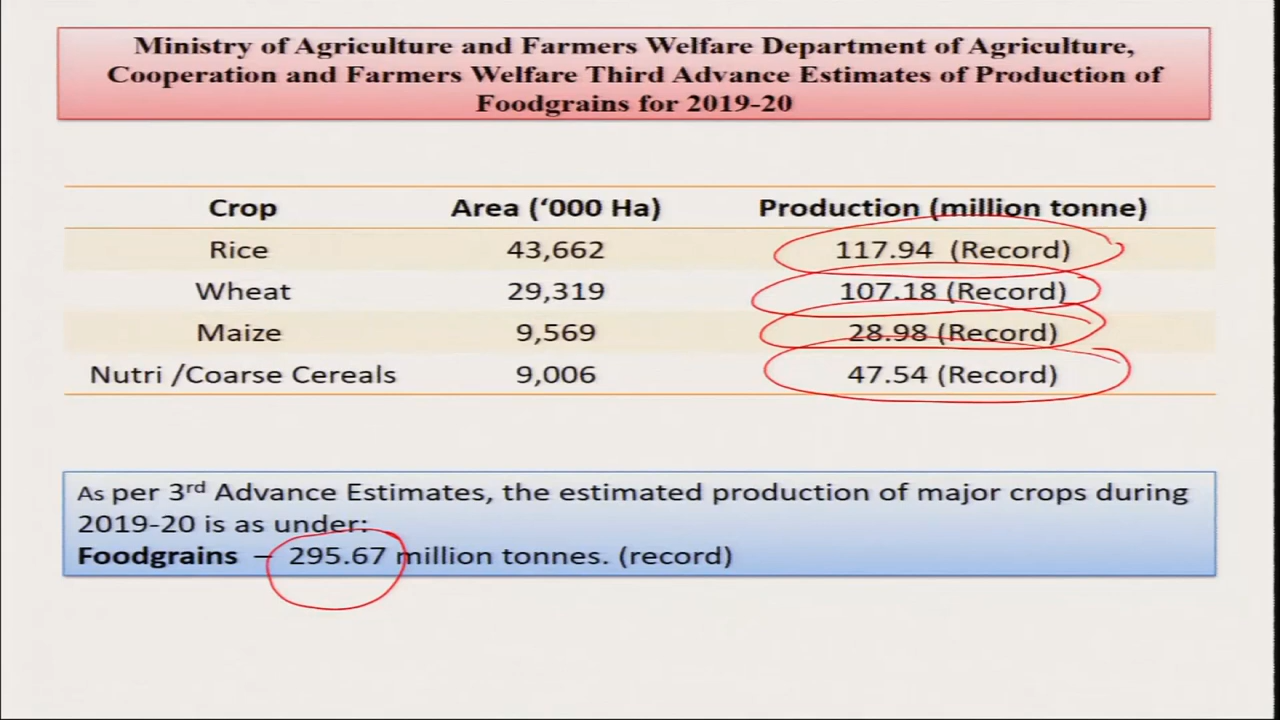 Ministry of Agriculture and Farmers Welfare Department of Agriculture,
Cooperation and Farmers Welfare Third Advance Estimates of Production of
Foodgrains for 2019-20
Crop Area (‘000 Ha) Production (million tonne)
Rice 43,662 117.94 (Record)
Wheat 29,319 107.18 (Record)
Maize 9,569 28.98 (Record)
Nutri /Coarse Cereals 9,006 47.54 (Record)
As per 3rd Advance Estimates, the estimated production of major crops during
2019-20 is as under:
Foodgrains – 295.67 million tonnes. (record)